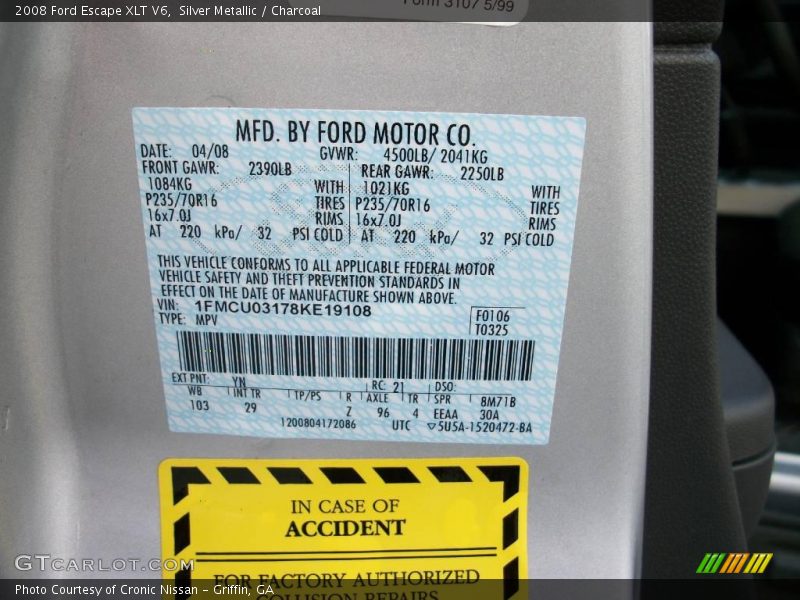 2008 Ford Escape XLT V6,  Silver Metallic / Charcoal
Form 3107 5/99
MFD. BY FORD MOTOR CO.
DATE: 04/08 GVWR: 4500LB/ 2041KG
FRONT GAWR: 2390LB REAR GAWR: 2250LB
1084KG WITH 1021KG WITH
P235/70R16 TIRES P235/70R16 TIRES
16x7.0J RIMS 16x7.0J RIMS
AT 220 kPa/ 32 PSI COLD AT 220 kPa/ 32 PSI COLD
THIS VEHICLE CONFORMS TO ALL APPLICABLE FEDERAL MOTOR
VEHICLE SAFETY AND THEFT PREVENTION STANDARDS IN
EFFECT ON THE DATE OF MANUFACTURE SHOWN ABOVE.
VIN: 1FMCU03178KE19108 F0106
TYPE: MPV T0325
EXT PNT: YN RC: 21 DSO:
WB INT TR TP/PS R AXLE TR SPR 8M71B
103 29 Z 96 4 EEAA 30A
1200804172086 UTC ▽5U5A-1520472-BA
IN CASE OF
ACCIDENT
FOR FACTORY AUTHORIZED
COLLISION REPAIRS
GTCarLot.com
Photo Courtesy of Cronic Nissan - Griffin, GA